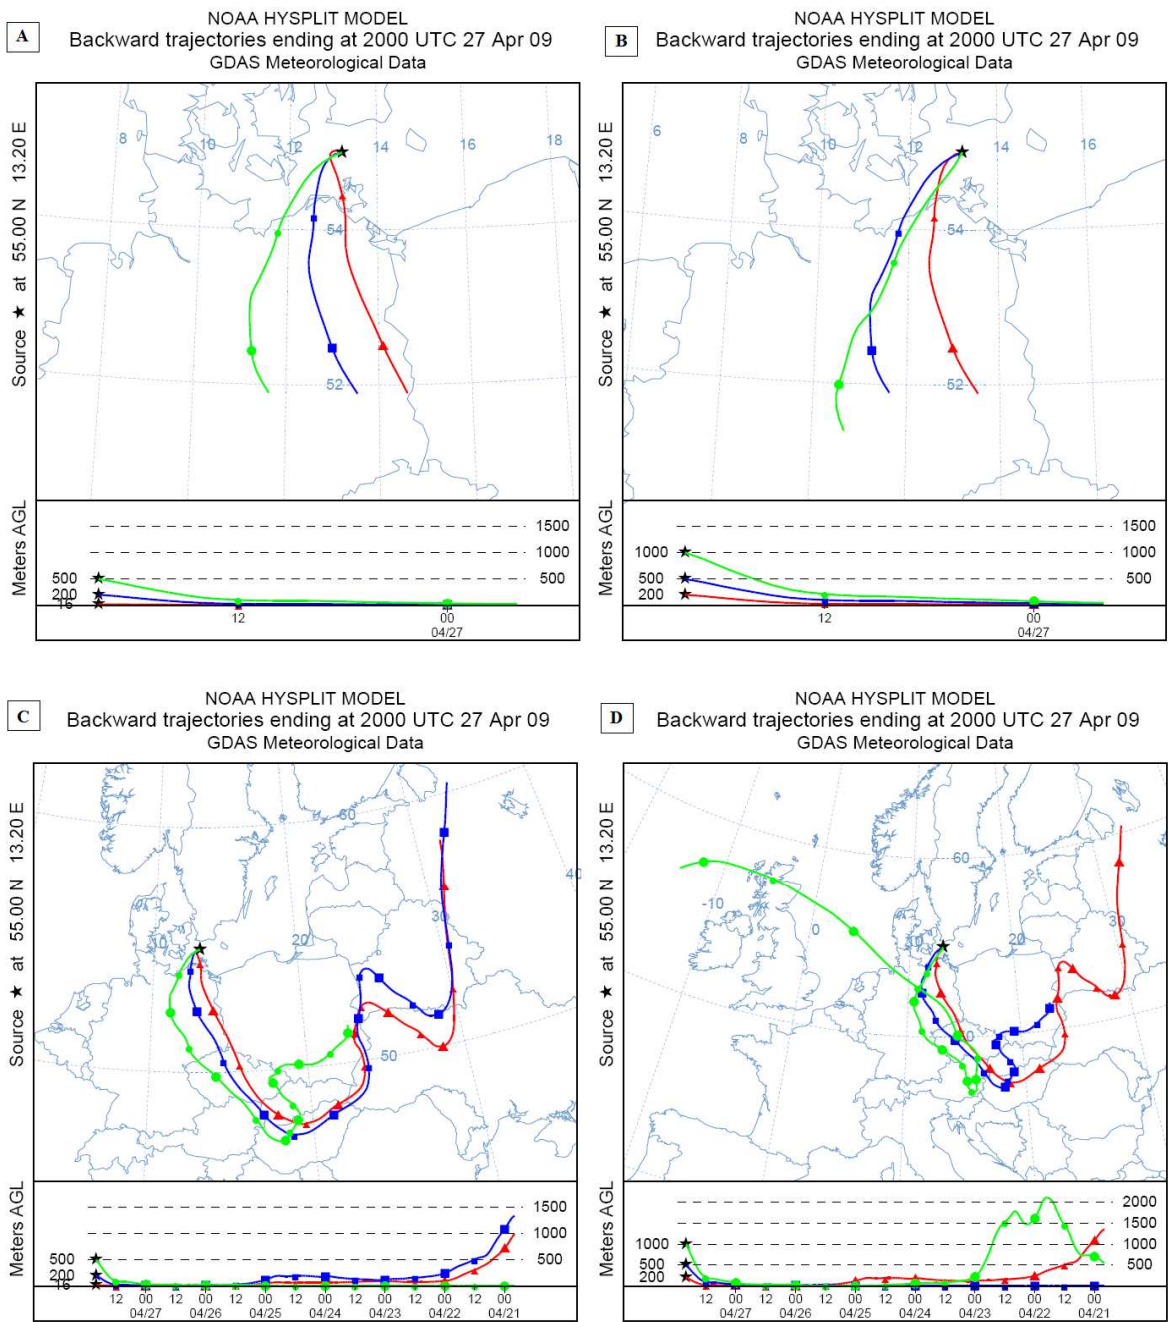 A
NOAA HYSPLIT MODEL
Backward trajectories ending at 2000 UTC 27 Apr 09
GDAS Meteorological Data
Source ★ at 55.00 N 13.20 E
8
10
12
14
16
18
54
52
Meters AGL
1500
1000
500
500
200
16
12
00
04/27
B
NOAA HYSPLIT MODEL
Backward trajectories ending at 2000 UTC 27 Apr 09
GDAS Meteorological Data
Source ★ at 55.00 N 13.20 E
6
8
10
12
14
16
54
52
Meters AGL
1500
1000
500
1000
500
200
12
00
04/27
C
NOAA HYSPLIT MODEL
Backward trajectories ending at 2000 UTC 27 Apr 09
GDAS Meteorological Data
Source ★ at 55.00 N 13.20 E
60
40
30
20
10
50
Meters AGL
1500
1000
500
500
200
16
12 00 12 00 12 00 12 00 12 00 12 00 12 00
04/27 04/26 04/25 04/24 04/23 04/22 04/21
D
NOAA HYSPLIT MODEL
Backward trajectories ending at 2000 UTC 27 Apr 09
GDAS Meteorological Data
Source ★ at 55.00 N 13.20 E
60
-10
0
10
20
30
Meters AGL
2000
1500
1000
500
1000
500
200
12 00 12 00 12 00 12 00 12 00 12 00 12 00
04/27 04/26 04/25 04/24 04/23 04/22 04/21